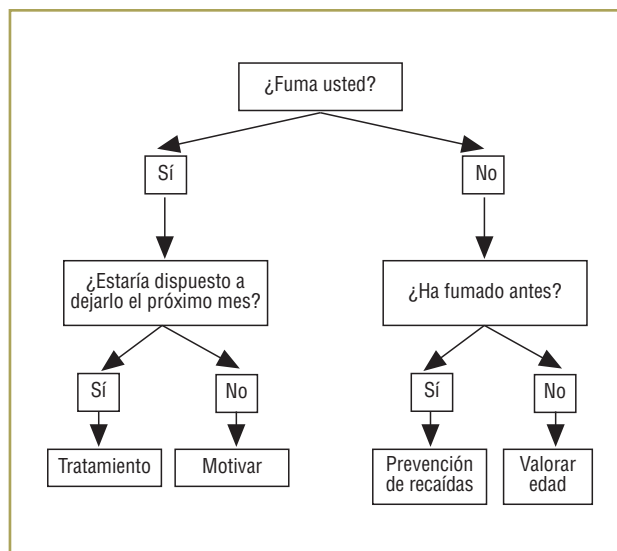 ¿Fuma usted?
Sí
No
¿Estaría dispuesto a
dejarlo el próximo mes?
¿Ha fumado antes?
Sí
No
Sí
No
Tratamiento
Motivar
Prevención
de recaídas
Valorar
edad